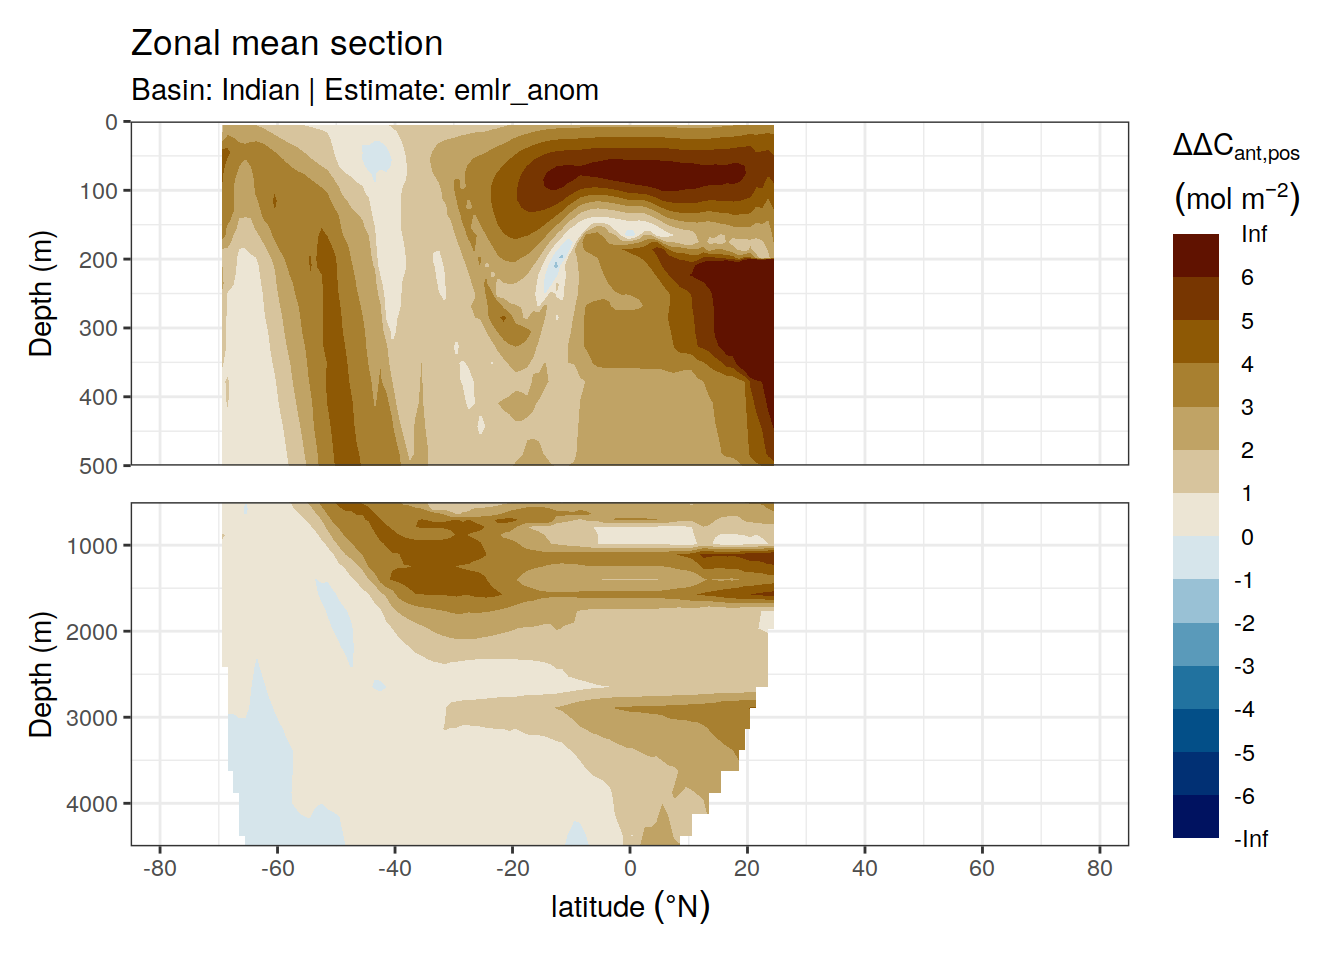 Zonal mean section
Basin: Indian | Estimate: emlr_anom
Depth (m)
0
100
200
300
400
500
Depth (m)
1000
2000
3000
4000
-80 -60 -40 -20 0 20 40 60 80
latitude (°N)
ΔΔC_ant,pos
(mol m⁻²)
Inf
6
5
4
3
2
1
0
-1
-2
-3
-4
-5
-6
-Inf